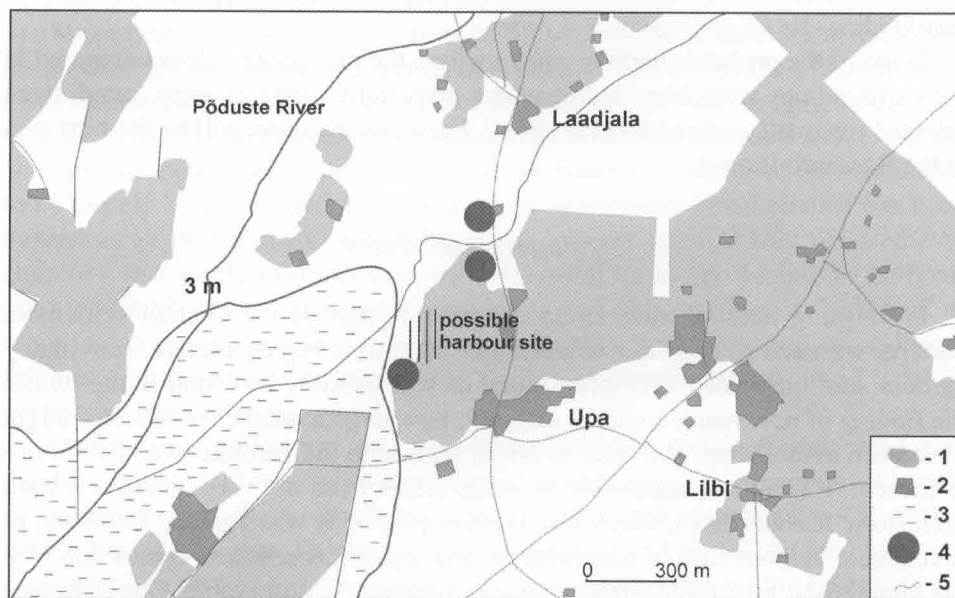 Põduste River
Laadjala
3 m
possible
harbour site
Upa
Lilbi
0 300 m
- 1
- 2
- 3
- 4
- 5